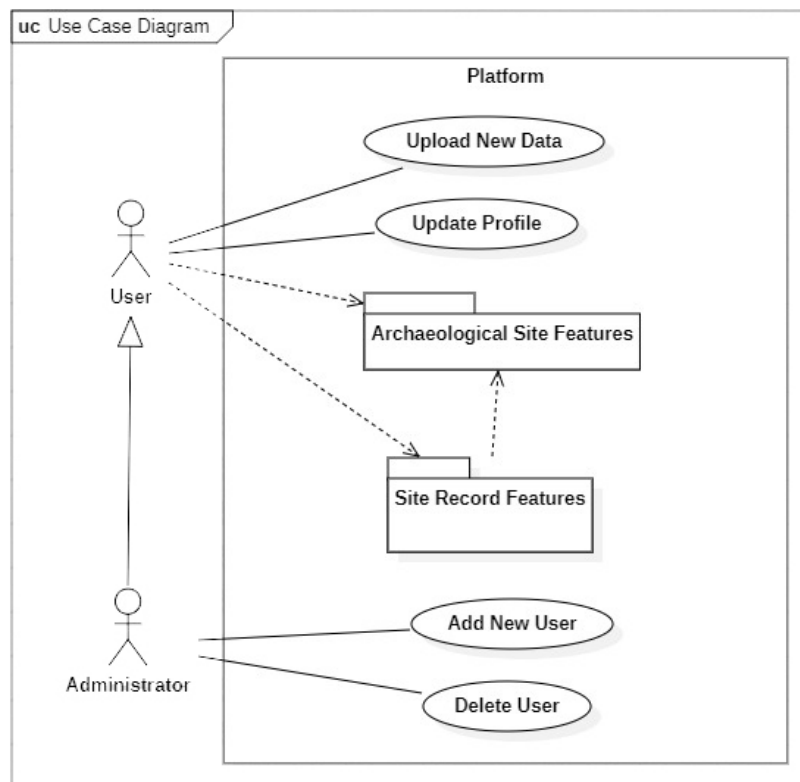 uc Use Case Diagram
Platform
Upload New Data
Update Profile
User
Archaeological Site Features
Site Record Features
Add New User
Administrator
Delete User